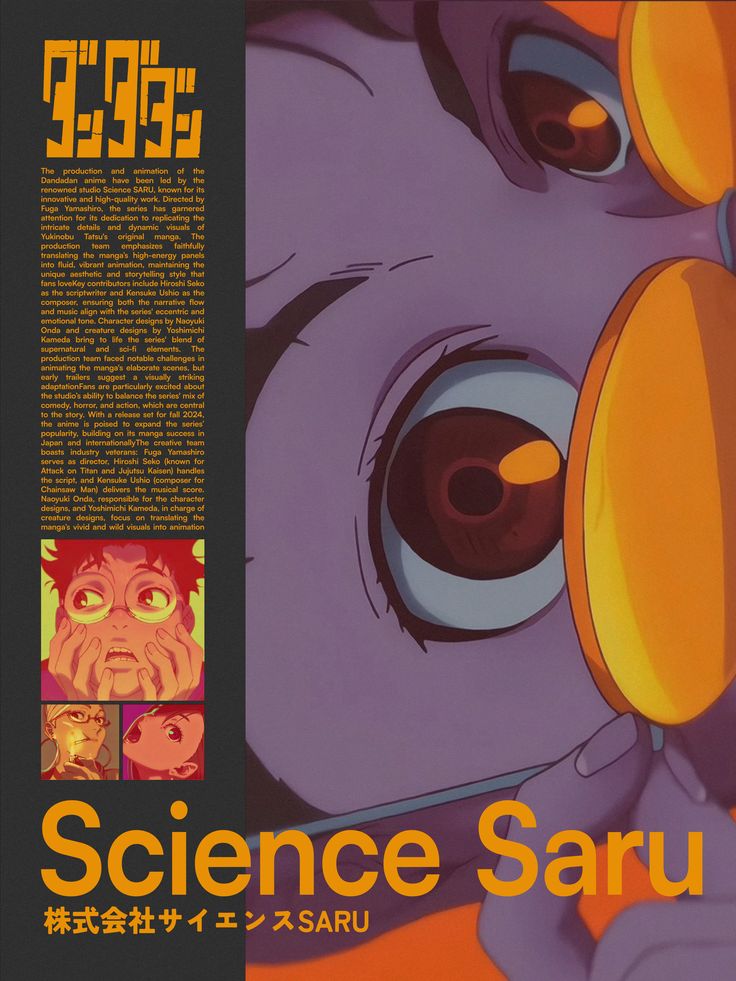 ダンダダン
The production and animation of the
Dandadan anime have been led by the
renowned studio Science SARU, known for its
innovative and high-quality work. Directed by
Fuga Yamashiro, the series has garnered
attention for its dedication to replicating the
intricate details and dynamic visuals of
Yukinobu Tatsu's original manga. The
production team emphasizes faithfully
translating the manga's high-energy panels
into fluid, vibrant animation, maintaining the
unique aesthetic and storytelling style that
fans loveKey contributors include Hiroshi Seko
as the scriptwriter and Kensuke Ushio as the
composer, ensuring both the narrative flow
and music align with the series' eccentric and
emotional tone. Character designs by Naoyuki
Onda and creature designs by Yoshimichi
Kameda bring to life the series' blend of
supernatural and sci-fi elements. The
production team faced notable challenges in
animating the manga's elaborate scenes, but
early trailers suggest a visually striking
adaptationFans are particularly excited about
the studio's ability to balance the series' mix of
comedy, horror, and action, which are central
to the story. With a release set for fall 2024,
the anime is poised to expand the series'
popularity, building on its manga success in
Japan and internationallyThe creative team
boasts industry veterans: Fuga Yamashiro
serves as director, Hiroshi Seko (known for
Attack on Titan and Jujutsu Kaisen) handles
the script, and Kensuke Ushio (composer for
Chainsaw Man) delivers the musical score.
Naoyuki Onda, responsible for the character
designs, and Yoshimichi Kameda, in charge of
creature designs, focus on translating the
manga's vivid and wild visuals into animation
Science Saru
株式会社サイエンスSARU